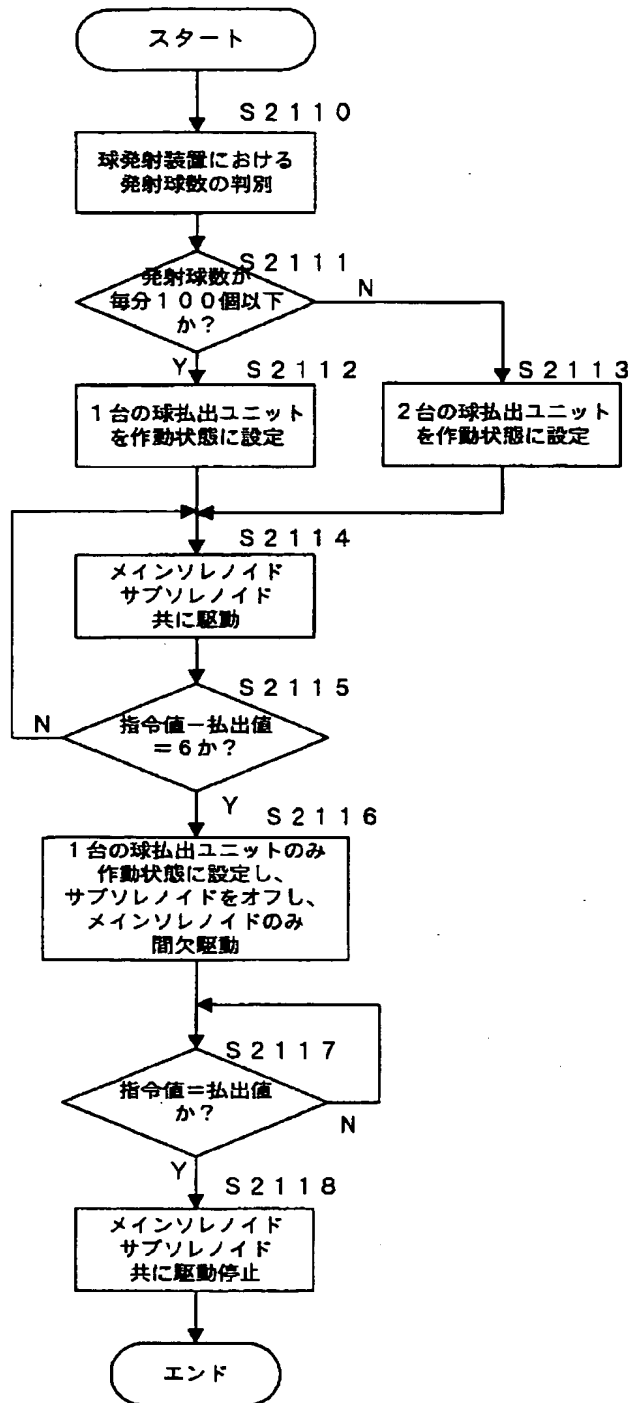 スタート
S2110
球発射装置における
発射球数の判別
S2111
発射球数が
毎分100個以下
か?
N
Y
S2112
1台の球払出ユニット
を作動状態に設定
S2113
2台の球払出ユニット
を作動状態に設定
S2114
メインソレノイド
サブソレノイド
共に駆動
S2115
指令値−払出値
=6か?
N
Y
S2116
1台の球払出ユニットのみ
作動状態に設定し、
サブソレノイドをオフし、
メインソレノイドのみ
間欠駆動
S2117
指令値=払出値
か?
N
Y
S2118
メインソレノイド
サブソレノイド
共に駆動停止
エンド